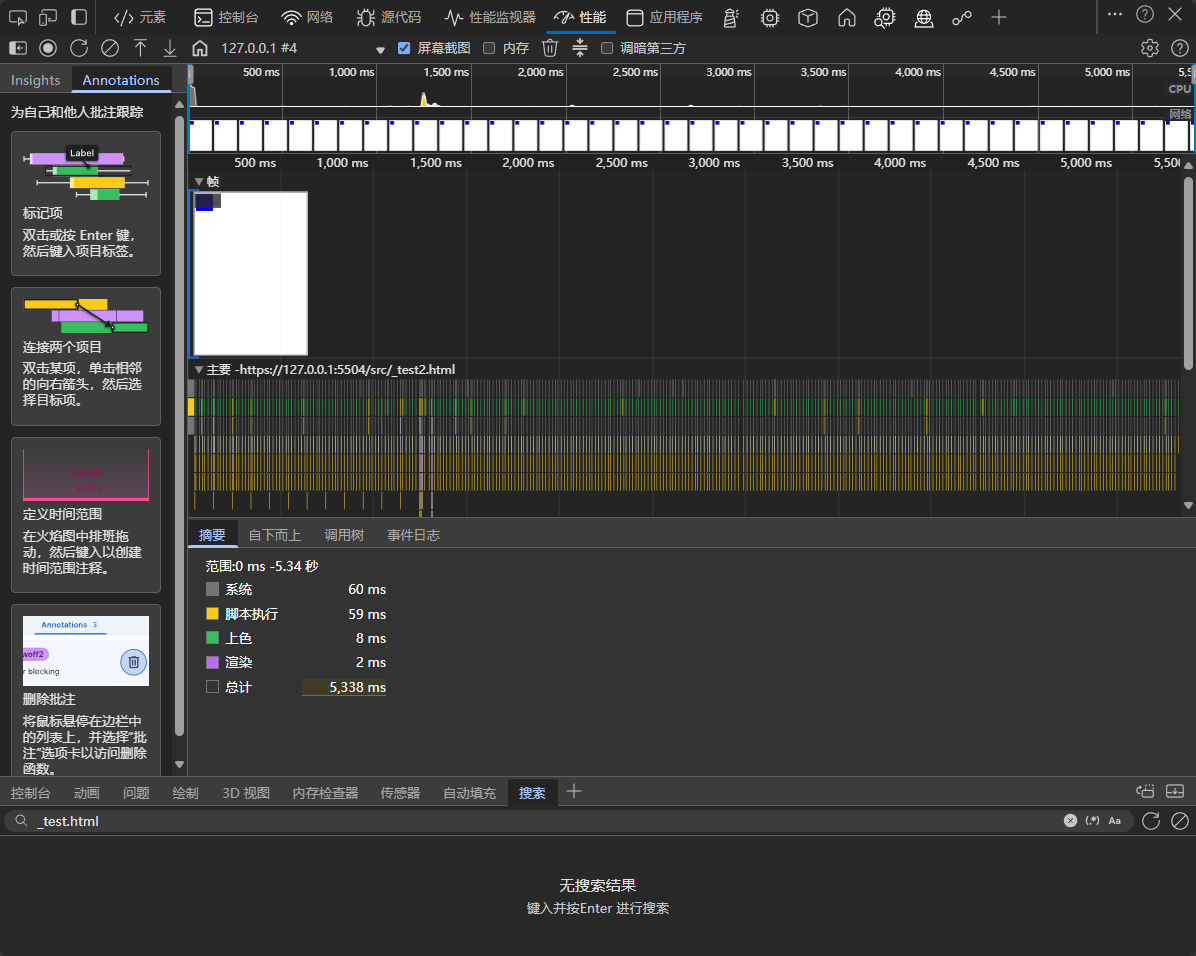 元素
控制台
网络
源代码
性能监视器
性能
应用程序
127.0.0.1 #4
屏幕截图
内存
调暗第三方
Insights
Annotations
为自己和他人批注跟踪
Label
标记项
双击或按 Enter 键，
然后键入项目标签。
连接两个项目
双击某项，单击相邻
的向右箭头，然后选
择目标项。
定义时间范围
在火焰图中排班拖
动，然后键入以创建
时间范围注释。
Annotations 3
woff2
r blocking
删除批注
将鼠标悬停在边栏中
的列表上，并选择“批
注”选项卡以访问删除
函数。
500 ms
1,000 ms
1,500 ms
2,000 ms
2,500 ms
3,000 ms
3,500 ms
4,000 ms
4,500 ms
5,000 ms
5,5
CPU
网络
500 ms
1,000 ms
1,500 ms
2,000 ms
2,500 ms
3,000 ms
3,500 ms
4,000 ms
4,500 ms
5,000 ms
5,500
帧
主要 -https://127.0.0.1:5504/src/_test2.html
摘要
自下而上
调用树
事件日志
范围:0 ms -5.34 秒
系统 60 ms
脚本执行 59 ms
上色 8 ms
渲染 2 ms
总计 5,338 ms
控制台
动画
问题
绘制
3D 视图
内存检查器
传感器
自动填充
搜索
_test.html
(.*)
Aa
无搜索结果
键入并按Enter 进行搜索